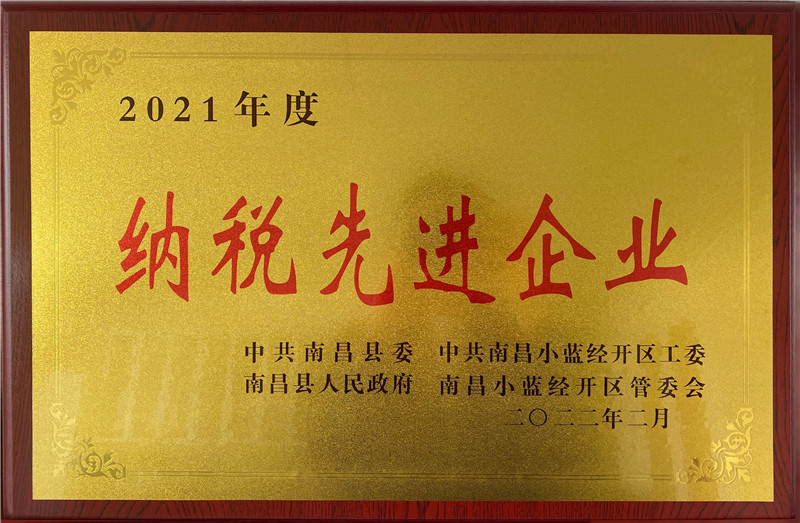 2021年度
纳税先进企业
中共南昌县委 中共南昌小蓝经开区工委
南昌县人民政府 南昌小蓝经开区管委会
二〇二二年二月